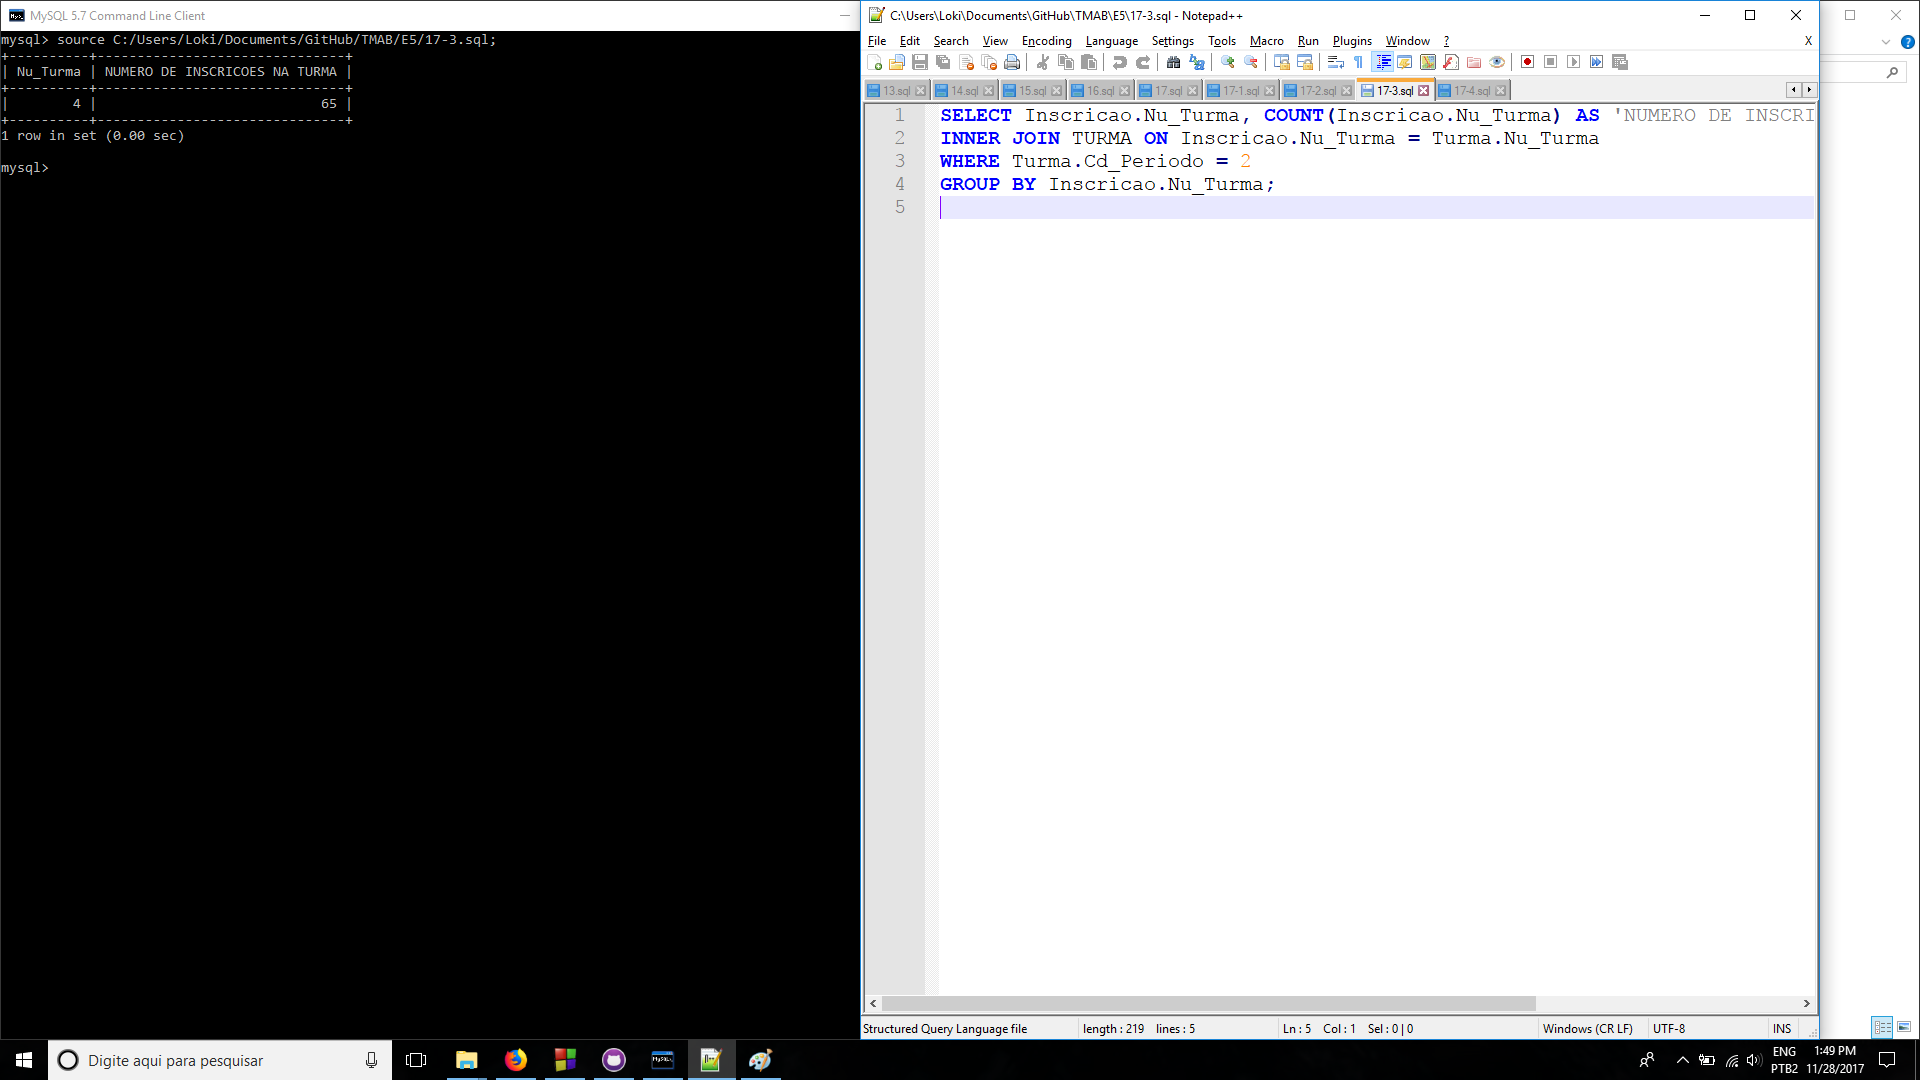 MySQL 5.7 Command Line Client
mysql> source C:/Users/Loki/Documents/GitHub/TMAB/E5/17-3.sql;
+----------+-------------------------------+
| Nu_Turma | NUMERO DE INSCRICOES NA TURMA |
+----------+-------------------------------+
| 4 | 65 |
+----------+-------------------------------+
1 row in set (0.00 sec)
mysql>
C:\Users\Loki\Documents\GitHub\TMAB\E5\17-3.sql - Notepad++
File Edit Search View Encoding Language Settings Tools Macro Run Plugins Window ? X
13.sql 14.sql 15.sql 16.sql 17.sql 17-1.sql 17-2.sql 17-3.sql 17-4.sql
1 SELECT Inscricao.Nu_Turma, COUNT(Inscricao.Nu_Turma) AS 'NUMERO DE INSCRI
2 INNER JOIN TURMA ON Inscricao.Nu_Turma = Turma.Nu_Turma
3 WHERE Turma.Cd_Periodo = 2
4 GROUP BY Inscricao.Nu_Turma;
5
Structured Query Language file length : 219 lines : 5 Ln : 5 Col : 1 Sel : 0 | 0 Windows (CR LF) UTF-8 INS
Digite aqui para pesquisar
ENG 1:49 PM
PTB2 11/28/2017